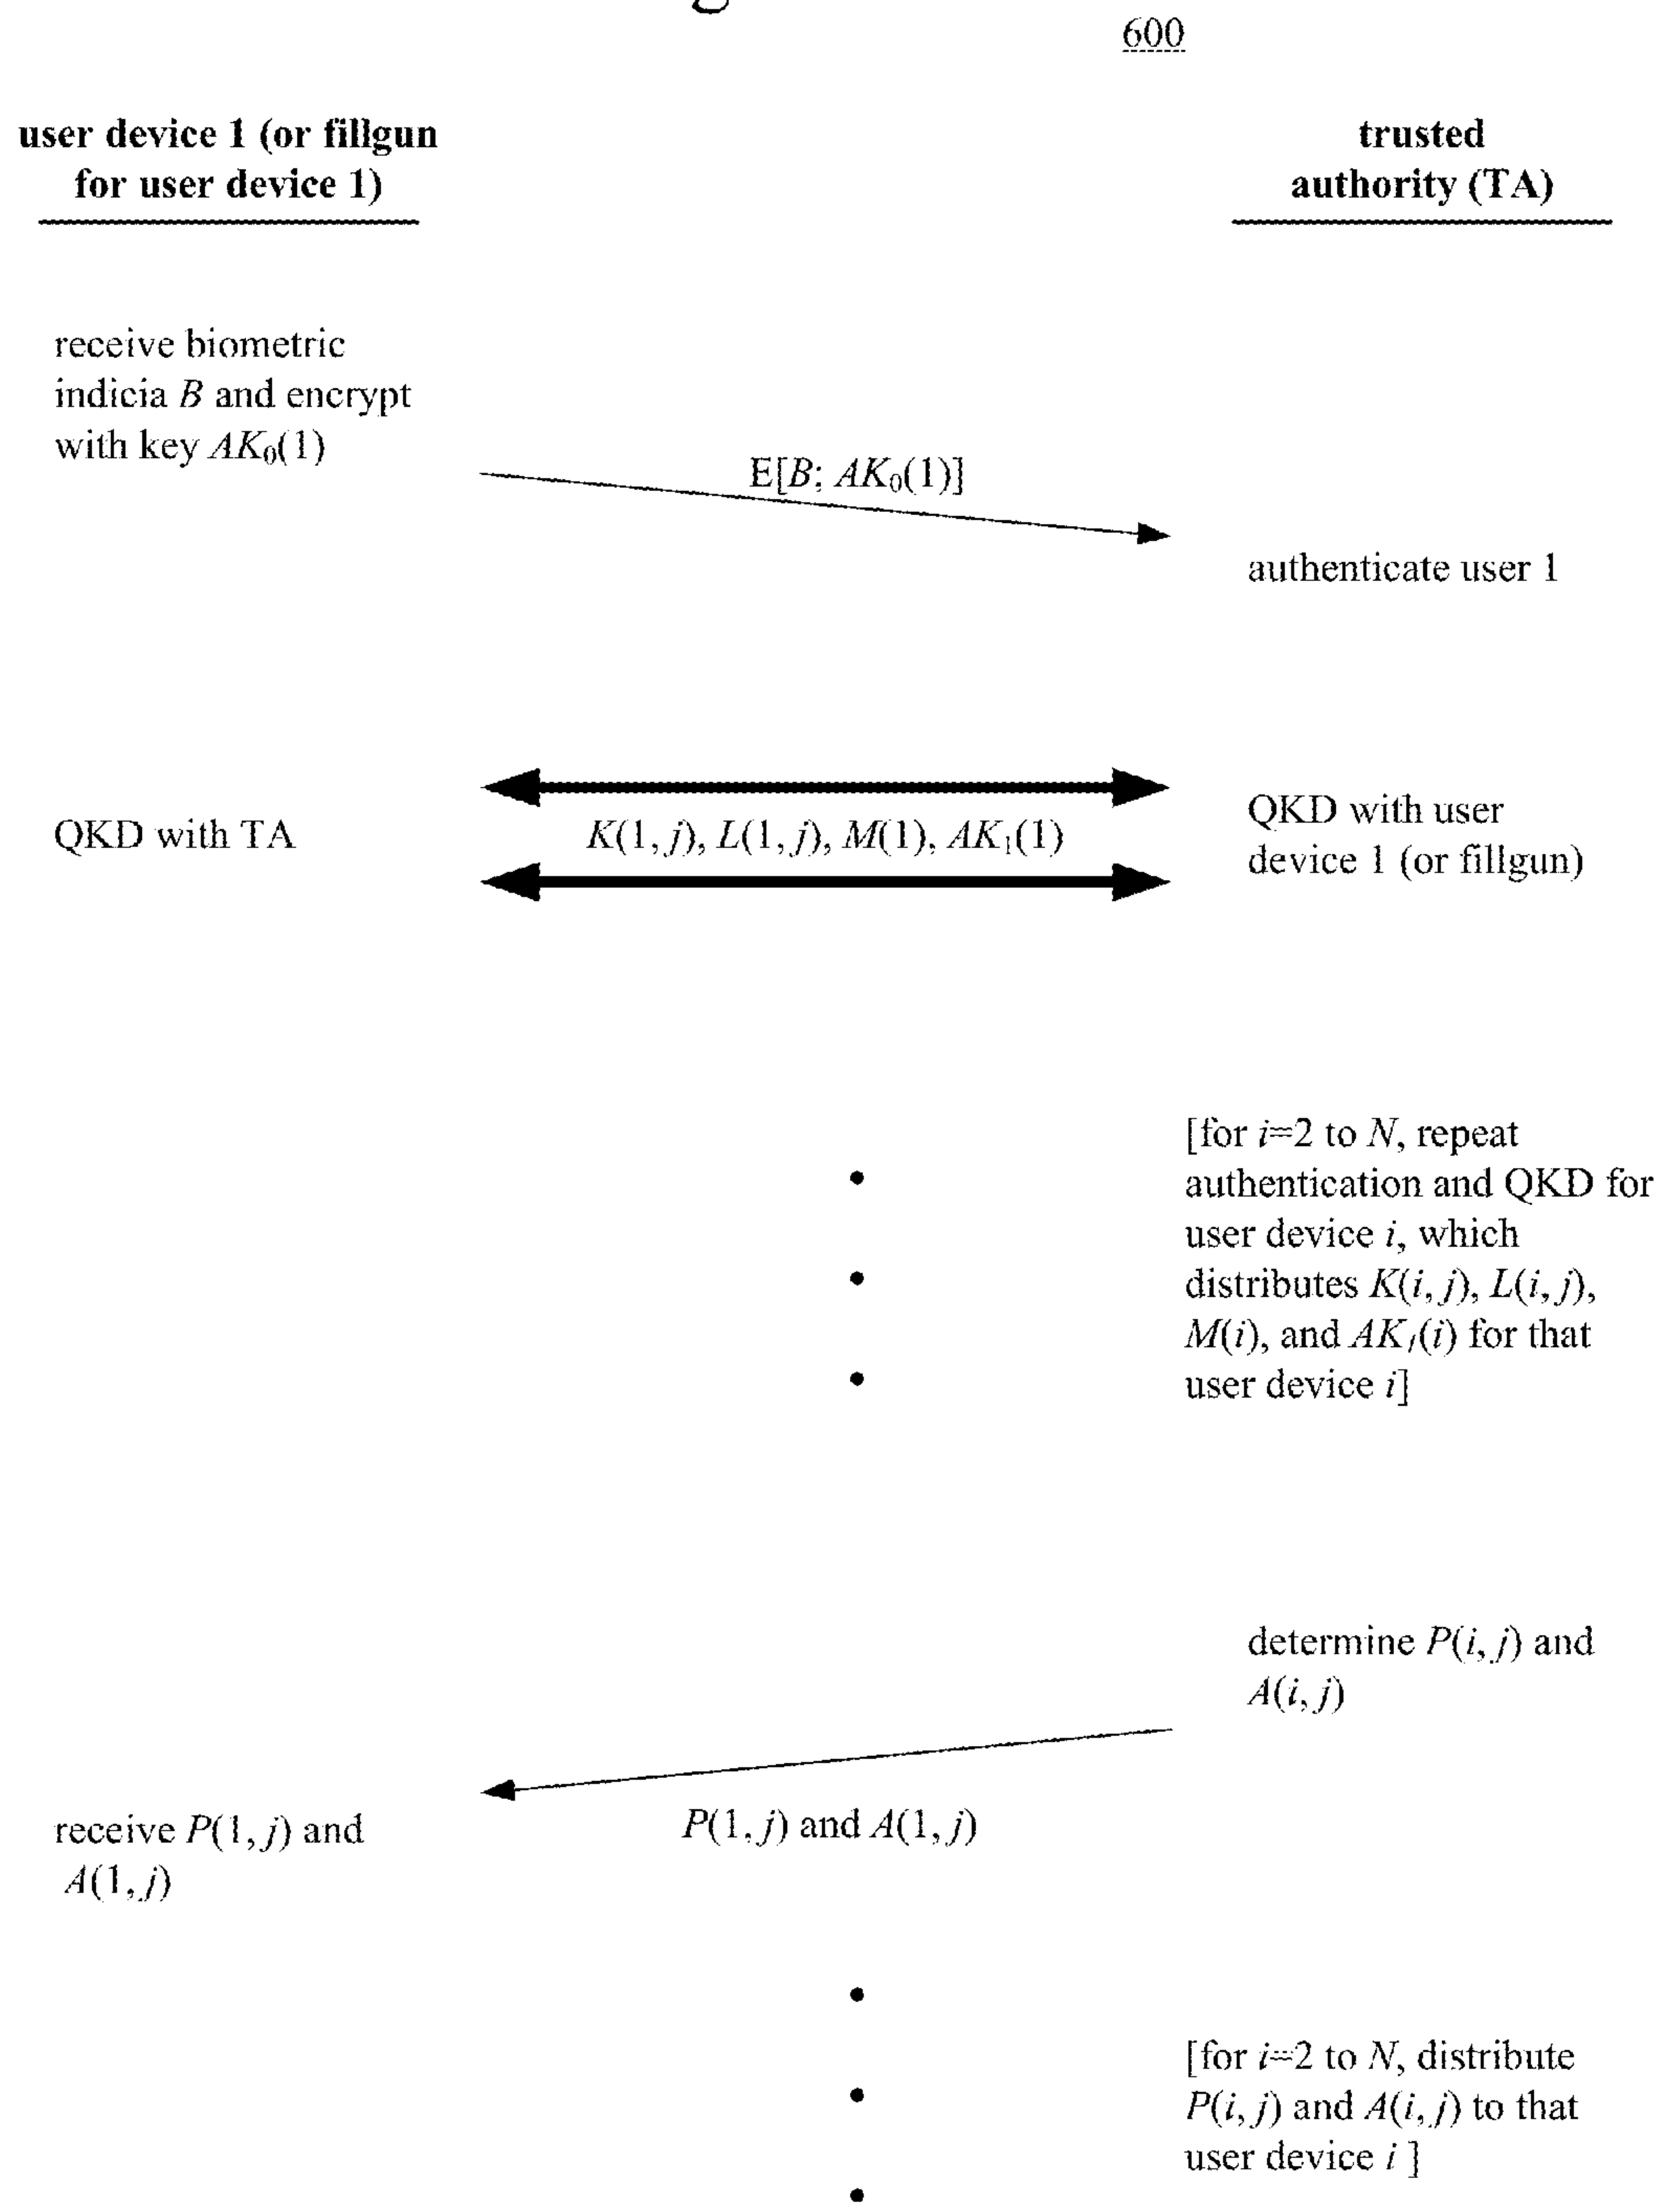 600
user device 1 (or fillgun
for user device 1)
trusted
authority (TA)
receive biometric
indicia B and encrypt
with key AK₀(1)
E[B; AK₀(1)]
authenticate user 1
QKD with TA
K(1, j), L(1, j), M(1), AK₁(1)
QKD with user
device 1 (or fillgun)
[for i=2 to N, repeat
authentication and QKD for
user device i, which
distributes K(i, j), L(i, j),
M(i), and AK₁(i) for that
user device i]
determine P(i, j) and
A(i, j)
P(1, j) and A(1, j)
receive P(1, j) and
A(1, j)
[for i=2 to N, distribute
P(i, j) and A(i, j) to that
user device i ]